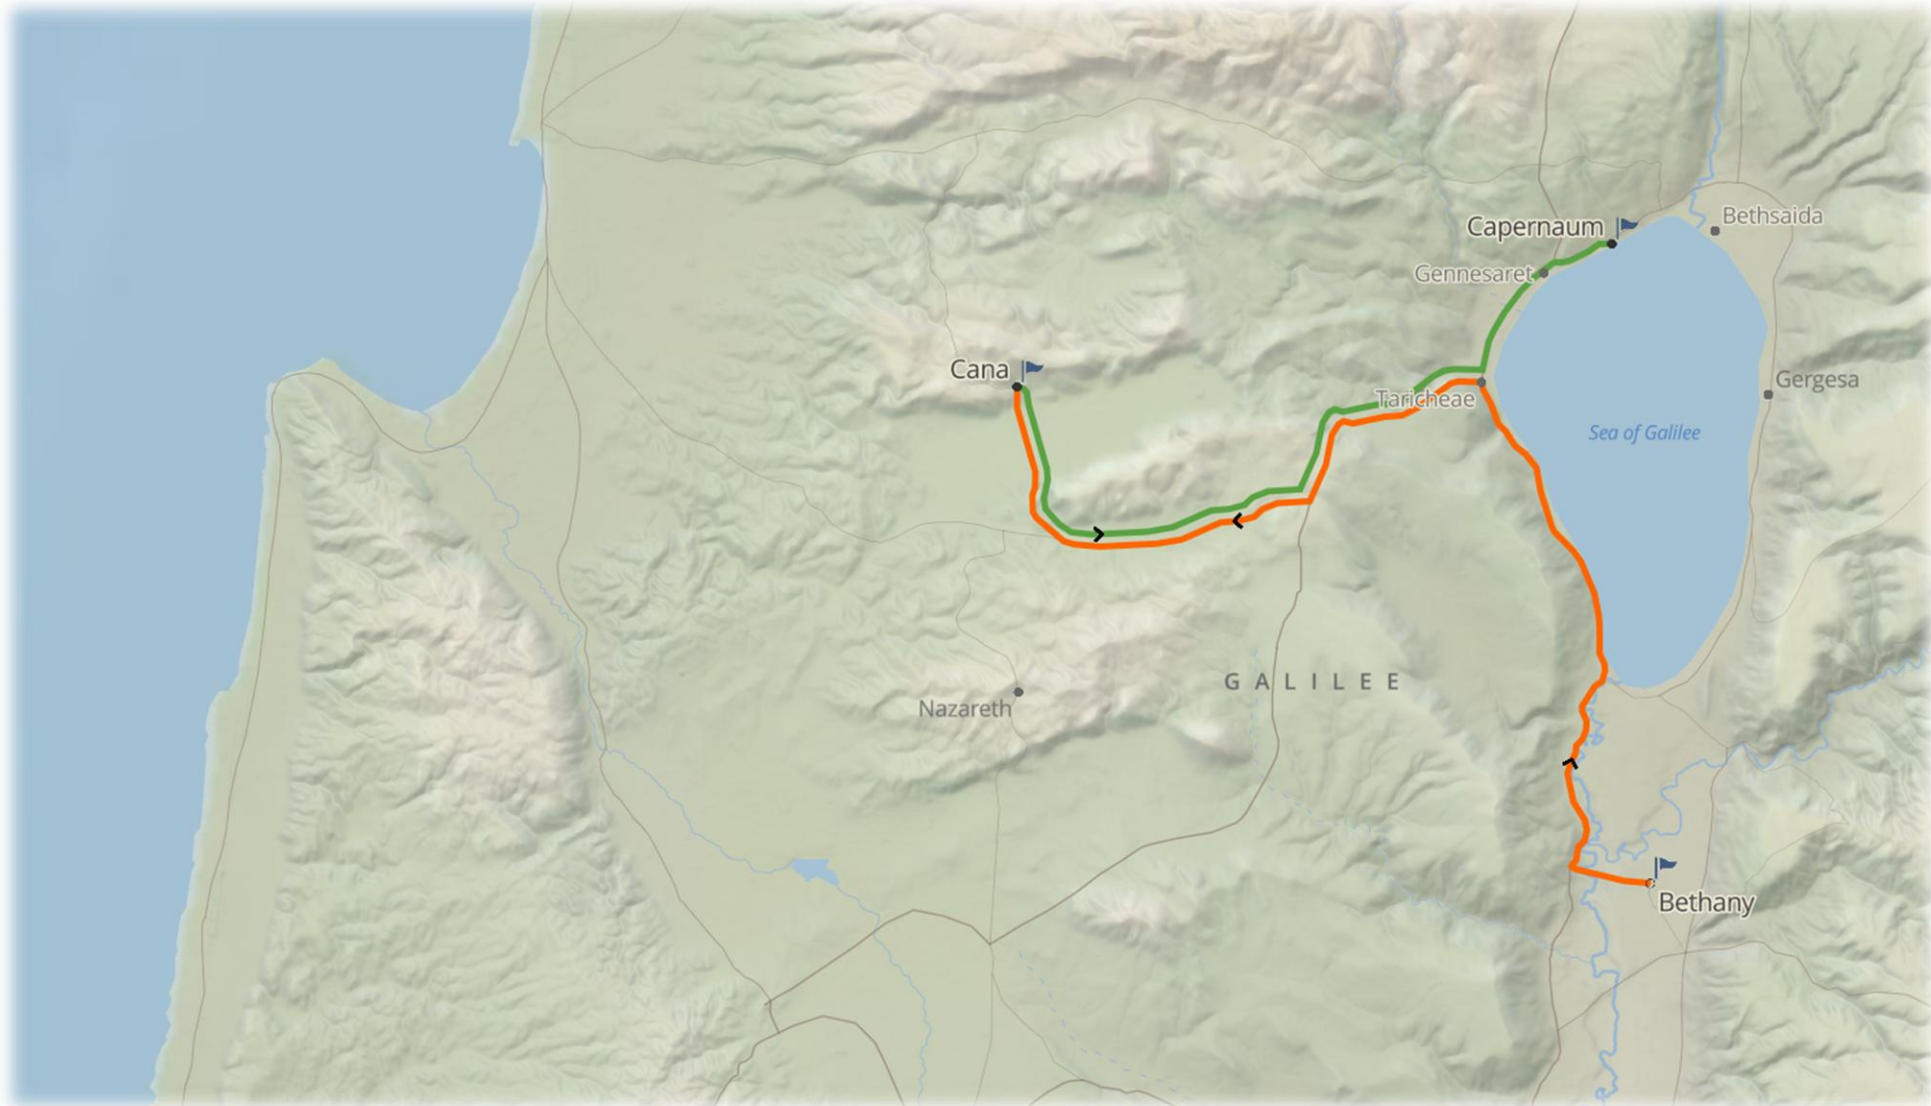 Bethsaida
Capernaum
Gennesaret
Cana
Gergesa
Taricheae
Sea of Galilee
GALILEE
Nazareth
Bethany